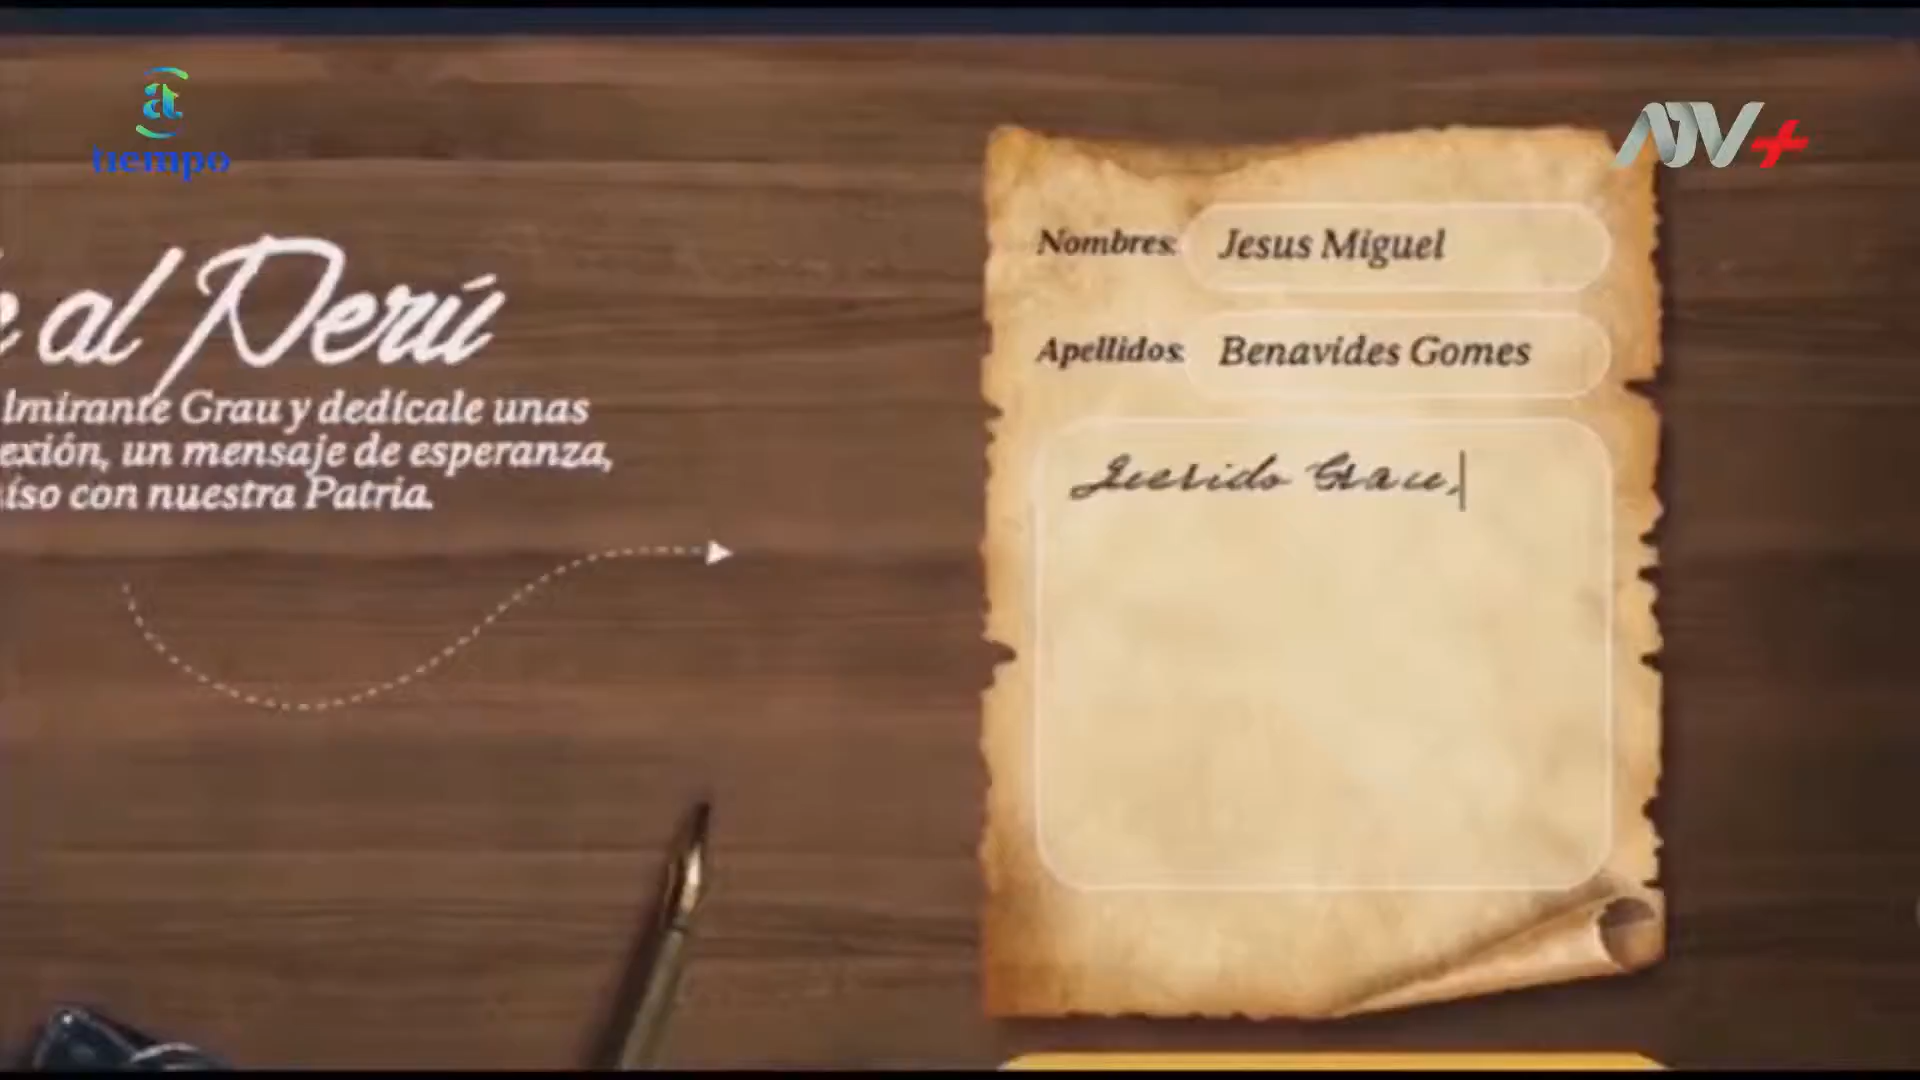 a
tiempo
ATV+
al Perú
lmirante Grau y dedícale unas
exión, un mensaje de esperanza,
iso con nuestra Patria.
Nombres: Jesus Miguel
Apellidos: Benavides Gomes
Querido Grau,